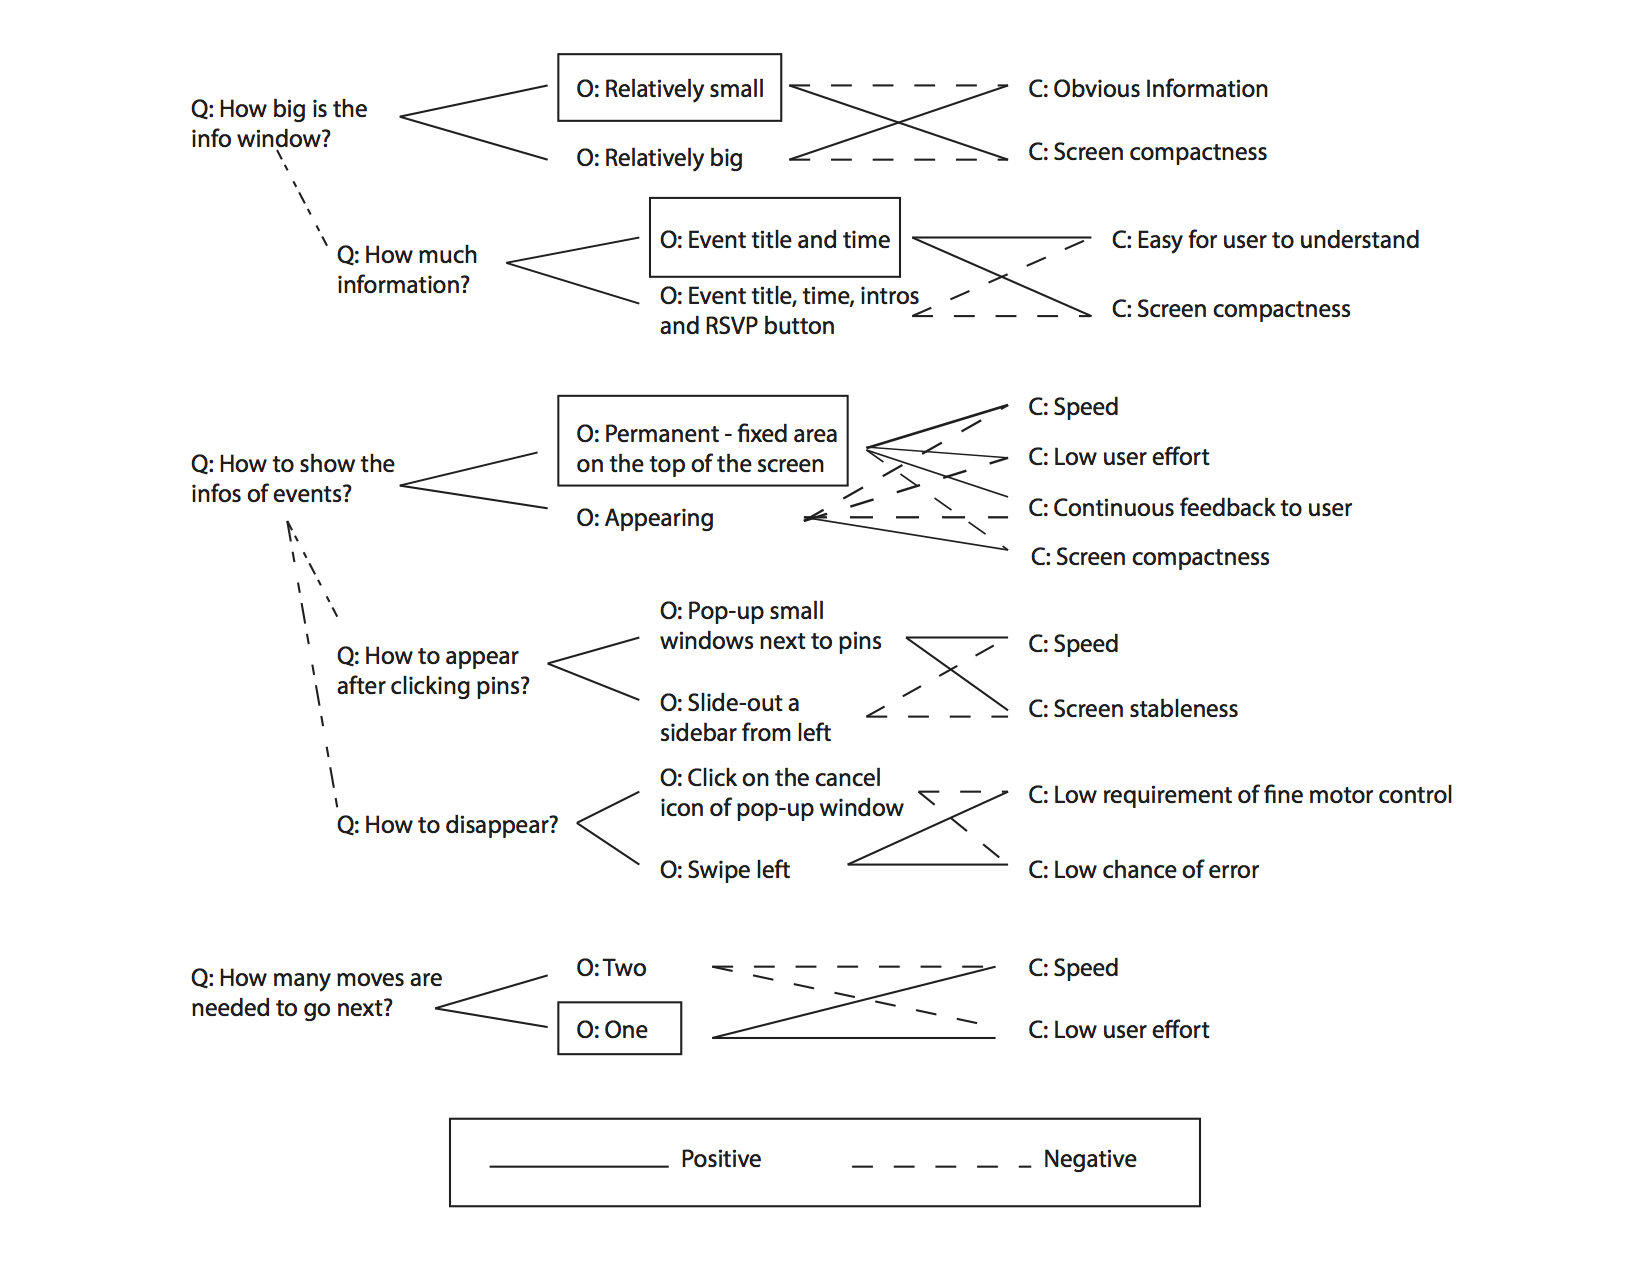 Q: How big is the
info window?
O: Relatively small
O: Relatively big
C: Obvious Information
C: Screen compactness
Q: How much
information?
O: Event title and time
O: Event title, time, intros
and RSVP button
C: Easy for user to understand
C: Screen compactness
Q: How to show the
infos of events?
O: Permanent - fixed area
on the top of the screen
O: Appearing
C: Speed
C: Low user effort
C: Continuous feedback to user
C: Screen compactness
Q: How to appear
after clicking pins?
O: Pop-up small
windows next to pins
O: Slide-out a
sidebar from left
C: Speed
C: Screen stableness
Q: How to disappear?
O: Click on the cancel
icon of pop-up window
O: Swipe left
C: Low requirement of fine motor control
C: Low chance of error
Q: How many moves are
needed to go next?
O: Two
O: One
C: Speed
C: Low user effort
Positive
Negative